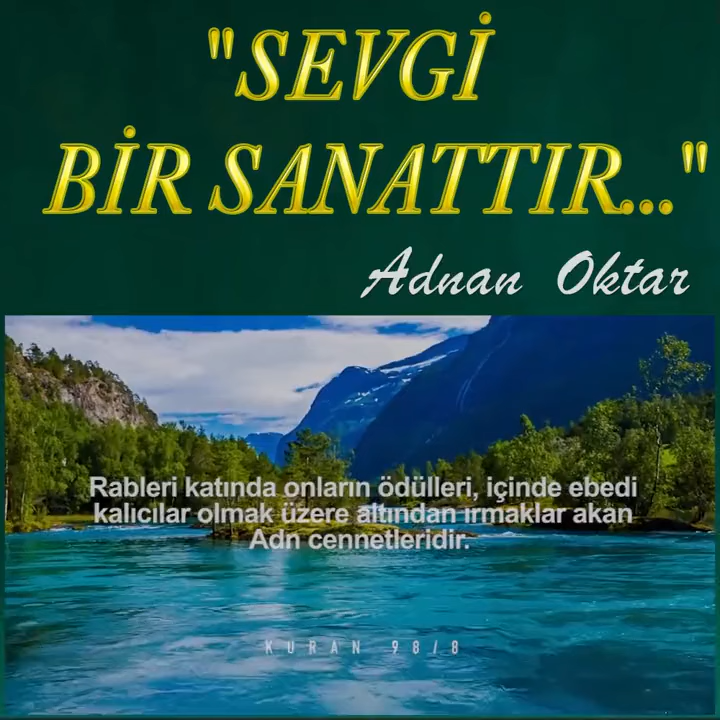 "SEVGİ
BİR SANATTIR..."
Adnan Oktar
Rableri katında onların ödülleri, içinde ebedi
kalıcılar olmak üzere altından ırmaklar akan
Adn cennetleridir.
KURAN 98/8